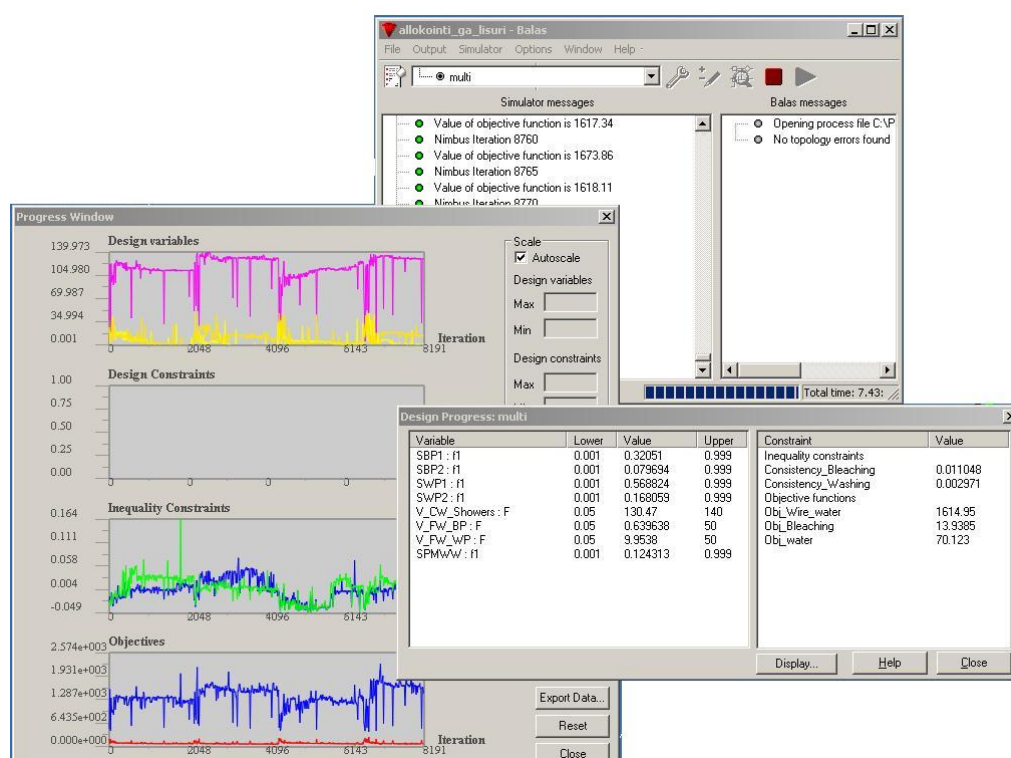 allokointi_ga_lisuri - Balas
File Output Simulator Options Window Help
multi
Simulator messages
Balas messages
Value of objective function is 1617.34
Nimbus Iteration 8760
Value of objective function is 1673.86
Nimbus Iteration 8765
Value of objective function is 1618.11
Nimbus Iteration 8770
Opening process file C:\P
No topology errors found
Total time: 7.43:
Progress Window
Design variables
139.973
104.980
69.987
34.994
0.001
0 2048 4096 6143 8191
Iteration
Design Constraints
1.00
0.75
0.50
0.25
0.00
0 0 0 0
Inequality Constraints
0.164
0.111
0.058
0.004
-0.049
0 2048 4096 6143
Objectives
2.574e+003
1.931e+003
1.287e+003
6.435e+002
0.000e+000
0 2048 4096 6143 8191
Iteration
Scale
Autoscale
Design variables
Max
Min
Design constraints
Max
Export Data...
Reset
Close
Design Progress: multi
Variable Lower Value Upper
SBP1 : f1 0.001 0.32051 0.999
SBP2 : f1 0.001 0.079694 0.999
SWP1 : f1 0.001 0.568824 0.999
SWP2 : f1 0.001 0.168059 0.999
V_CW_Showers : F 0.05 130.47 140
V_FW_BP : F 0.05 0.639638 50
V_FW_WP : F 0.05 9.9538 50
SPMWW : f1 0.001 0.124313 0.999
Constraint Value
Inequality constraints
Consistency_Bleaching 0.011048
Consistency_Washing 0.002971
Objective functions
Obj_Wire_water 1614.95
Obj_Bleaching 13.9385
Obj_water 70.123
Display...
Help
Close